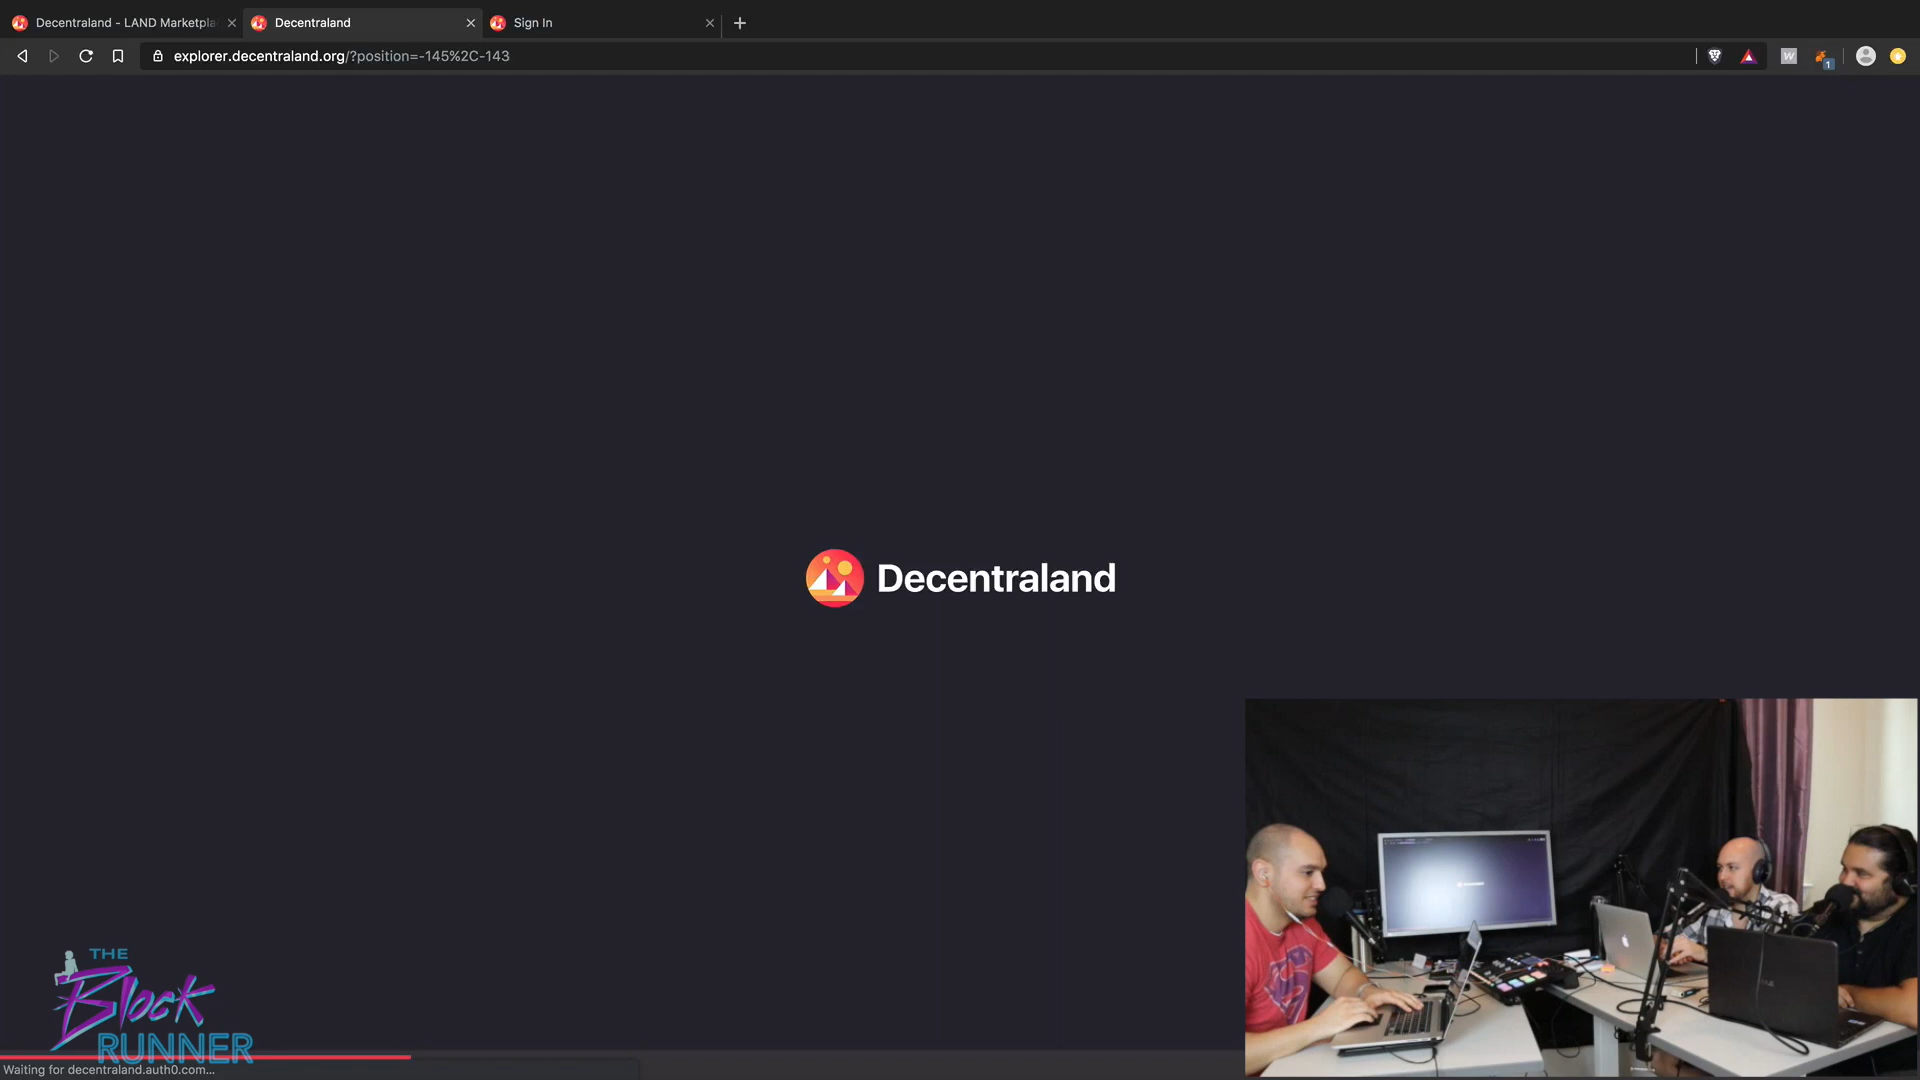 Decentraland - LAND Marketpla
Decentraland
Sign In
explorer.decentraland.org/?position=-145%2C-143
W
1
Decentraland
THE
Block
RUNNER
Waiting for decentraland.auth0.com...